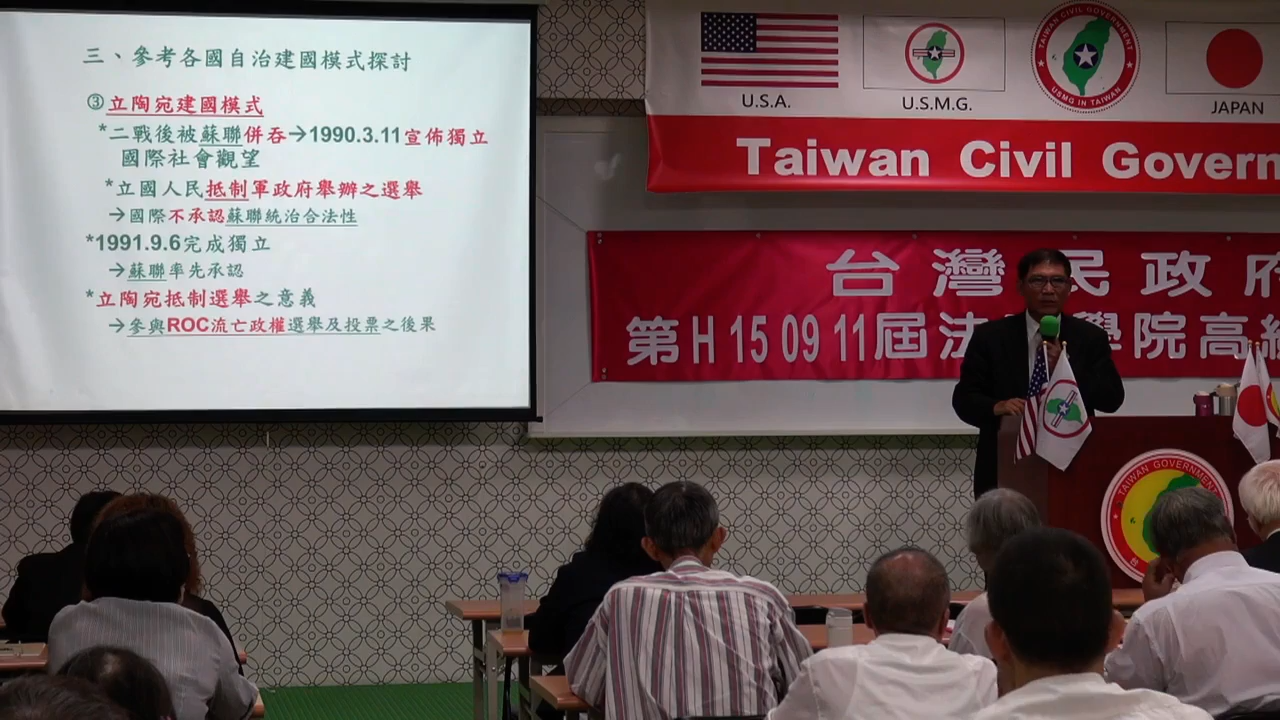 三、參考各國自治建國模式探討
③立陶宛建國模式
*二戰後被蘇聯併吞→1990.3.11宣佈獨立
國際社會觀望
*立國人民抵制軍政府舉辦之選舉
→國際不承認蘇聯統治合法性
*1991.9.6完成獨立
→蘇聯率先承認
*立陶宛抵制選舉之意義
→參與ROC流亡政權選舉及投票之後果
U.S.A.
U.S.M.G.
TAIWAN CIVIL GOVERNMENT
USMG IN TAIWAN
JAPAN
Taiwan Civil Govern
台灣民政府
第H 15 09 11屆法 學院高
TAIWAN GOVERNMENT